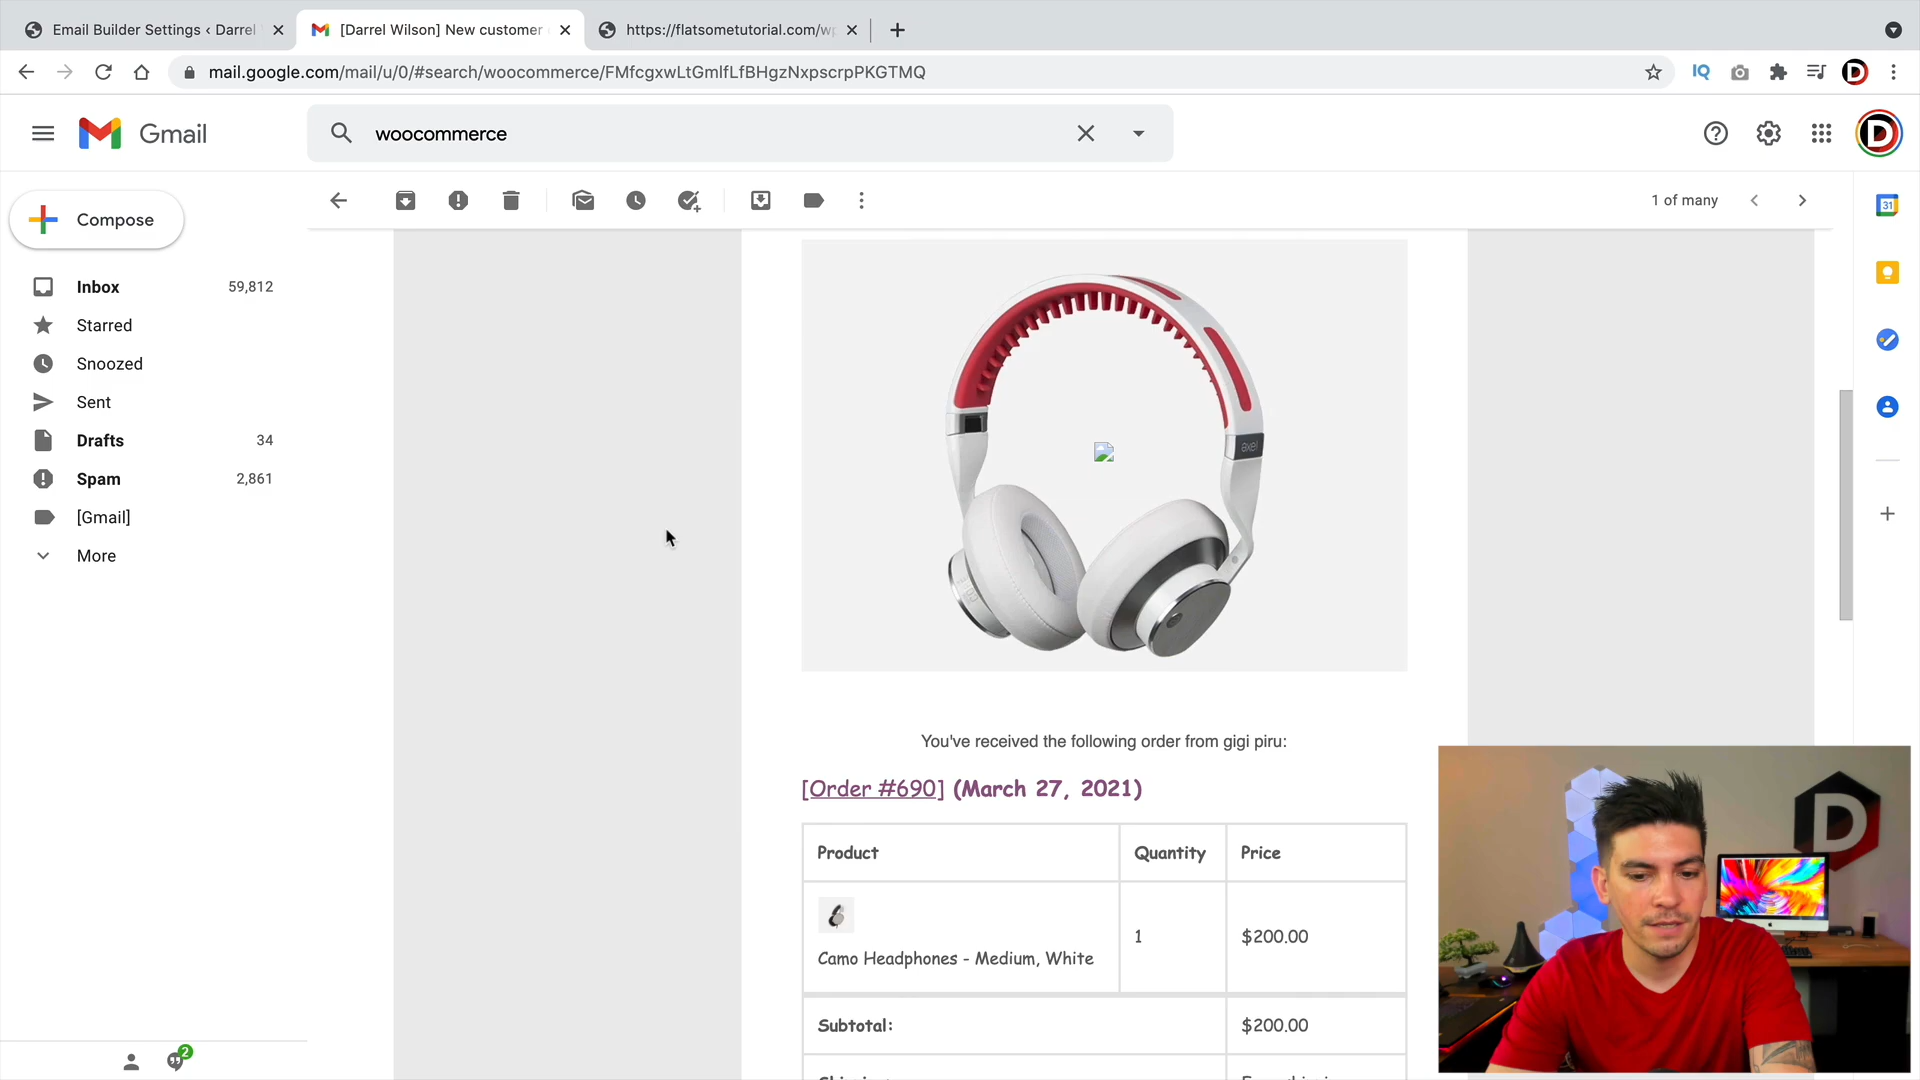 Email Builder Settings ‹ Darrel
[Darrel Wilson] New customer
https://flatsometutorial.com/wp
mail.google.com/mail/u/0/#search/woocommerce/FMfcgxwLtGmlfLfBHgzNxpscrpPKGTMQ
IQ
D
Gmail
woocommerce
D
Compose
1 of many
31
Inbox 59,812
Starred
Snoozed
Sent
Drafts 34
Spam 2,861
[Gmail]
More
axel
You've received the following order from gigi piru:
[Order #690] (March 27, 2021)
Product Quantity Price
Camo Headphones - Medium, White
1
$200.00
Subtotal: $200.00
2